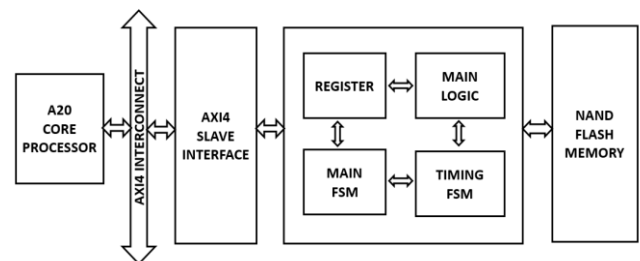 A20
CORE
PROCESSOR
AXI4 INTERCONNECT
AXI4
SLAVE
INTERFACE
REGISTER
MAIN
LOGIC
MAIN
FSM
TIMING
FSM
NAND
FLASH
MEMORY